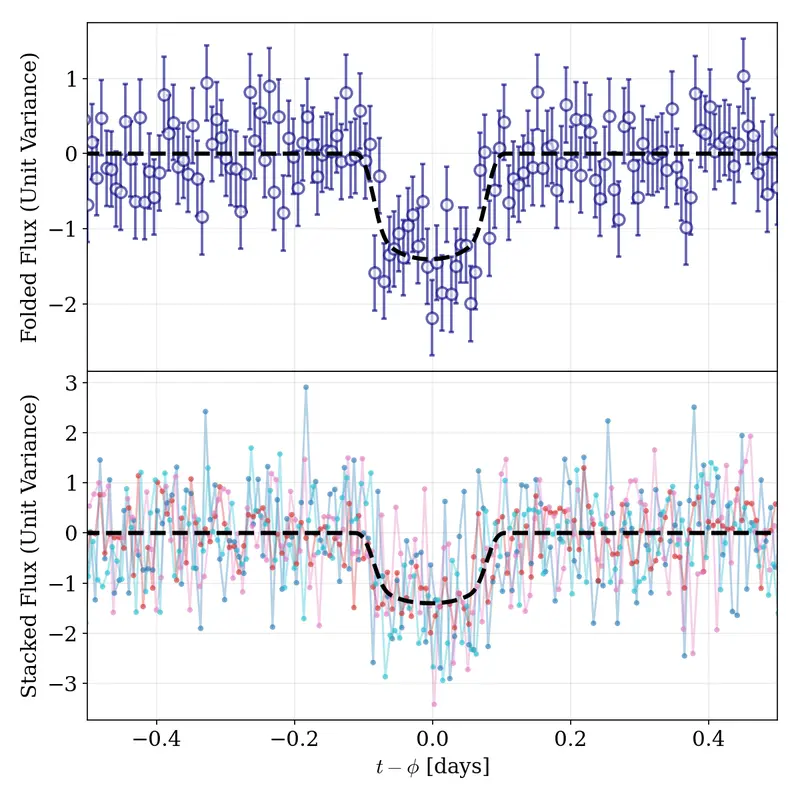 Folded Flux (Unit Variance)
1
0
−1
−2
Stacked Flux (Unit Variance)
3
2
1
0
−1
−2
−3
−0.4 −0.2 0.0 0.2 0.4
t − ϕ [days]